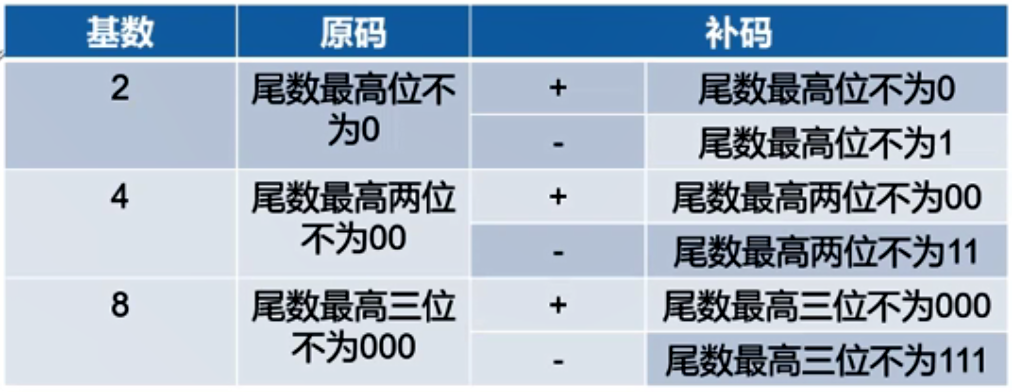 基数 原码 补码
2 尾数最高位不
为0 + 尾数最高位不为0
- 尾数最高位不为1
4 尾数最高两位
不为00 + 尾数最高两位不为00
- 尾数最高两位不为11
8 尾数最高三位
不为000 + 尾数最高三位不为000
- 尾数最高三位不为111